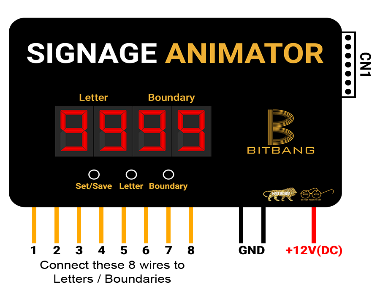 SIGNAGE ANIMATOR
CN1
Letter Boundary
9999
BITBANG
Set/Save Letter Boundary
1 2 3 4 5 6 7 8 GND +12V(DC)
Connect these 8 wires to
Letters / Boundaries